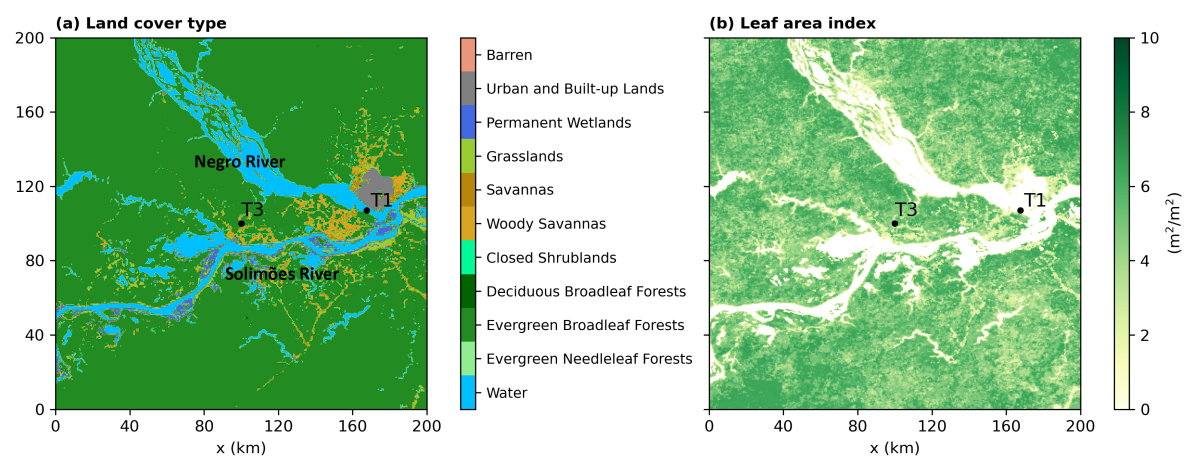 (a) Land cover type
200
160
120
80
40
0
0 40 80 120 160 200
x (km)
Negro River
T1
T3
Solimões River
Barren
Urban and Built-up Lands
Permanent Wetlands
Grasslands
Savannas
Woody Savannas
Closed Shrublands
Deciduous Broadleaf Forests
Evergreen Broadleaf Forests
Evergreen Needleleaf Forests
Water
(b) Leaf area index
T1
T3
0 40 80 120 160 200
x (km)
10
8
6
4
2
0
(m²/m²)